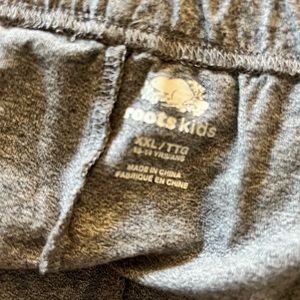 roots kids
XXL/TTG
MADE IN CHINA
FABRIQUÉ EN CHINE